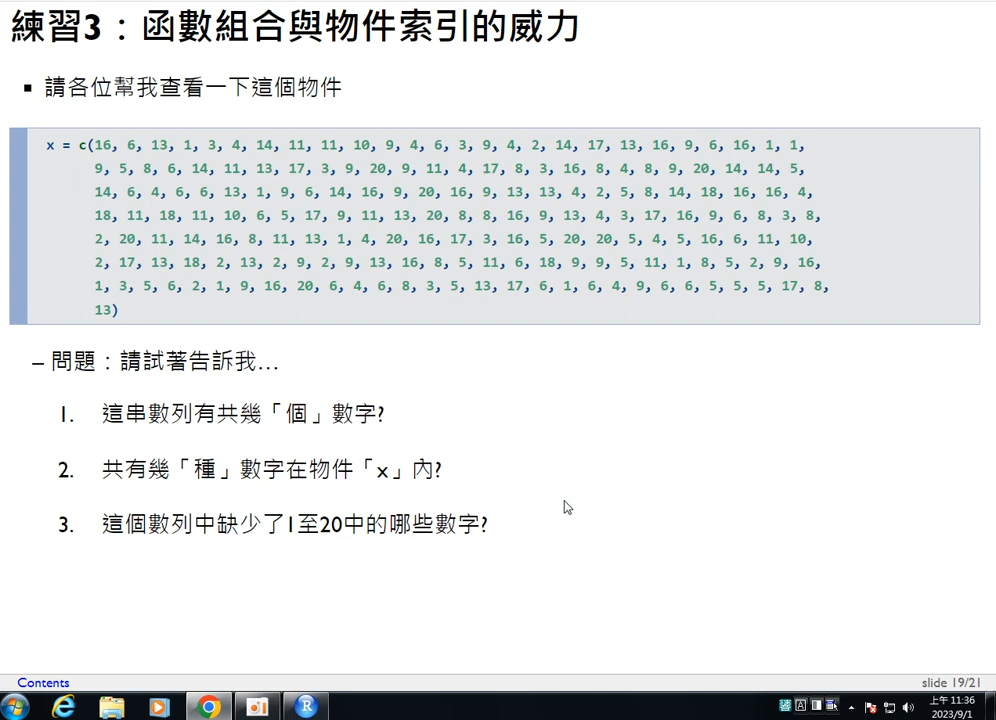 練習3：函數組合與物件索引的威力
▪ 請各位幫我查看一下這個物件
x = c(16, 6, 13, 1, 3, 4, 14, 11, 11, 10, 9, 4, 6, 3, 9, 4, 2, 14, 17, 13, 16, 9, 6, 16, 1, 1,
9, 5, 8, 6, 14, 11, 13, 17, 3, 9, 20, 9, 11, 4, 17, 8, 3, 16, 8, 4, 8, 9, 20, 14, 14, 5,
14, 6, 4, 6, 6, 13, 1, 9, 6, 14, 16, 9, 20, 16, 9, 13, 13, 4, 2, 5, 8, 14, 18, 16, 16, 4,
18, 11, 18, 11, 10, 6, 5, 17, 9, 11, 13, 20, 8, 8, 16, 9, 13, 4, 3, 17, 16, 9, 6, 8, 3, 8,
2, 20, 11, 14, 16, 8, 11, 13, 1, 4, 20, 16, 17, 3, 16, 5, 20, 20, 5, 4, 5, 16, 6, 11, 10,
2, 17, 13, 18, 2, 13, 2, 9, 2, 9, 13, 16, 8, 5, 11, 6, 18, 9, 9, 5, 11, 1, 8, 5, 2, 9, 16,
1, 3, 5, 6, 2, 1, 9, 16, 20, 6, 4, 6, 8, 3, 5, 13, 17, 6, 1, 6, 4, 9, 6, 6, 5, 5, 5, 17, 8,
13)
– 問題：請試著告訴我…
1. 這串數列有共幾「個」數字?
2. 共有幾「種」數字在物件「x」內?
3. 這個數列中缺少了1至20中的哪些數字?
Contents
slide 19/21
上午 11:36
2023/9/1